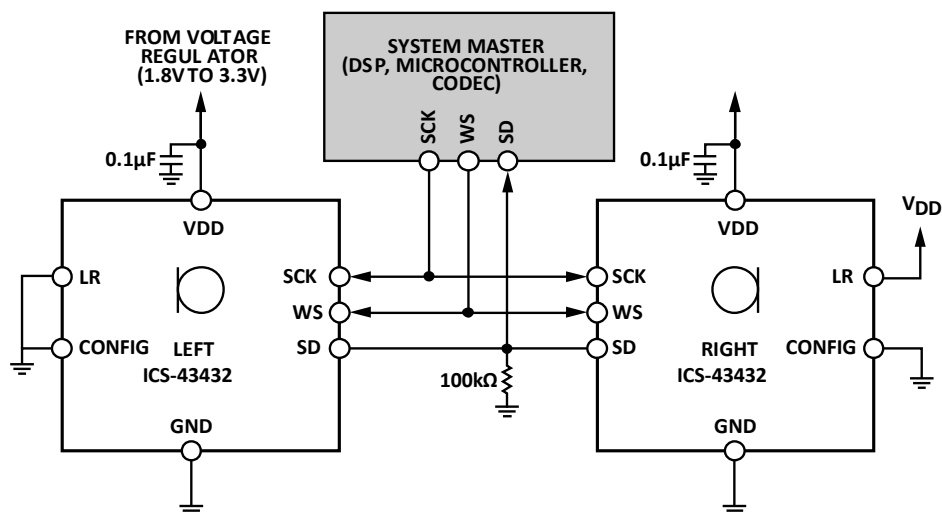 FROM VOLTAGE
REGULATOR
(1.8V TO 3.3V)
SYSTEM MASTER
(DSP, MICROCONTROLLER,
CODEC)
SCK
WS
SD
0.1µF
0.1µF
VDD
VDD
VDD
LR
SCK
SCK
LR
WS
WS
CONFIG
LEFT
ICS-43432
SD
SD
RIGHT
ICS-43432
CONFIG
100kΩ
GND
GND